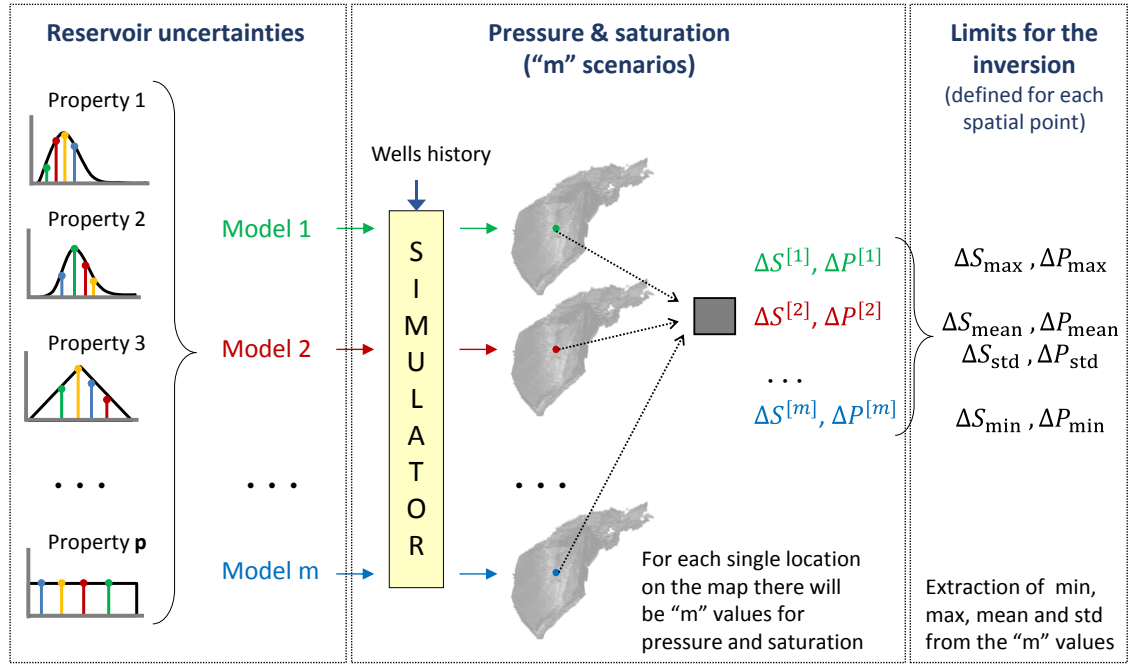 Reservoir uncertainties
Property 1
Property 2
Property 3
. . .
Property p
Model 1
Model 2
. . .
Model m
Pressure & saturation
(“m” scenarios)
Wells history
SIMULATOR
. . .
ΔS^[1], ΔP^[1]
ΔS^[2], ΔP^[2]
. . .
ΔS^[m], ΔP^[m]
For each single location
on the map there will
be “m” values for
pressure and saturation
Limits for the
inversion
(defined for each
spatial point)
ΔS_max , ΔP_max
ΔS_mean , ΔP_mean
ΔS_std , ΔP_std
ΔS_min , ΔP_min
Extraction of min,
max, mean and std
from the “m” values